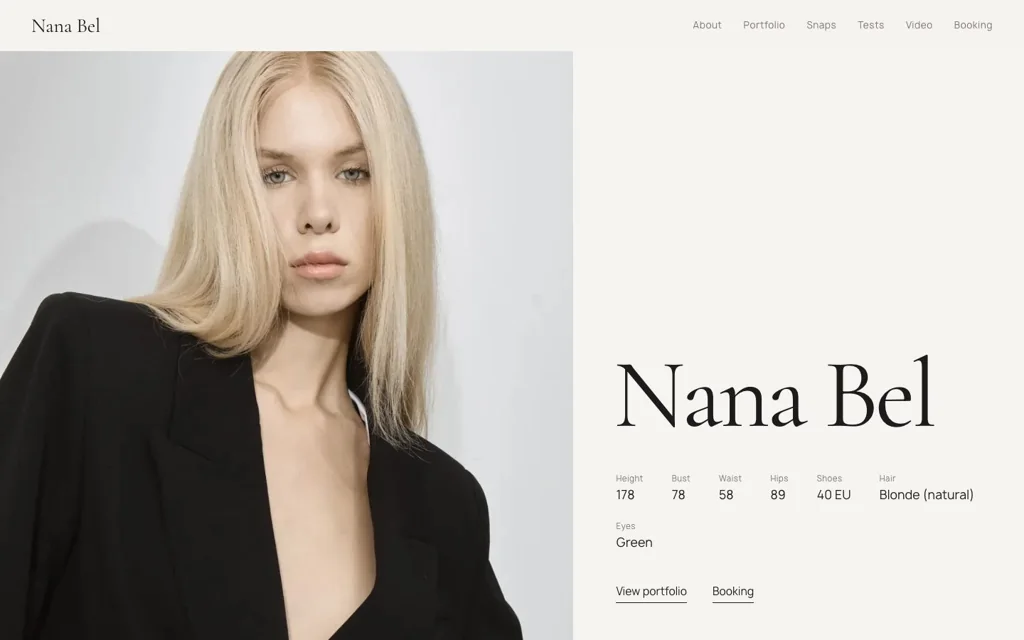 Nana Bel
About Portfolio Snaps Tests Video Booking
Nana Bel
Height Bust Waist Hips Shoes Hair
178 78 58 89 40 EU Blonde (natural)
Eyes
Green
View portfolio Booking